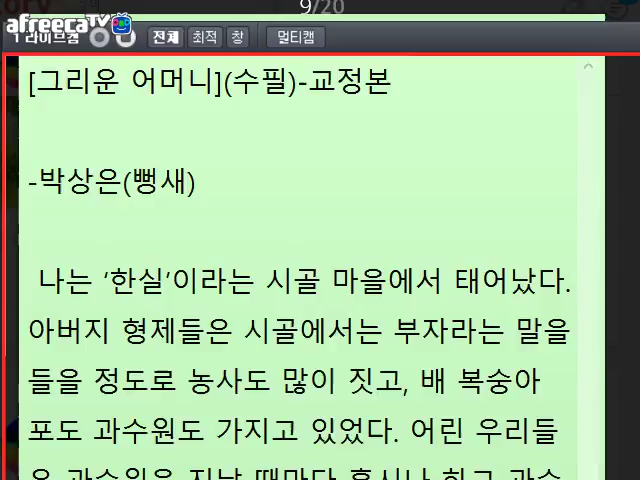 9/20
afreecaTV
라이브캠 전체 최적 창 멀티캠
[그리운 어머니](수필)-교정본
-박상은(뻥새)
나는 '한실'이라는 시골 마을에서 태어났다.
아버지 형제들은 시골에서는 부자라는 말을
들을 정도로 농사도 많이 짓고, 배 복숭아
포도 과수원도 가지고 있었다. 어린 우리들